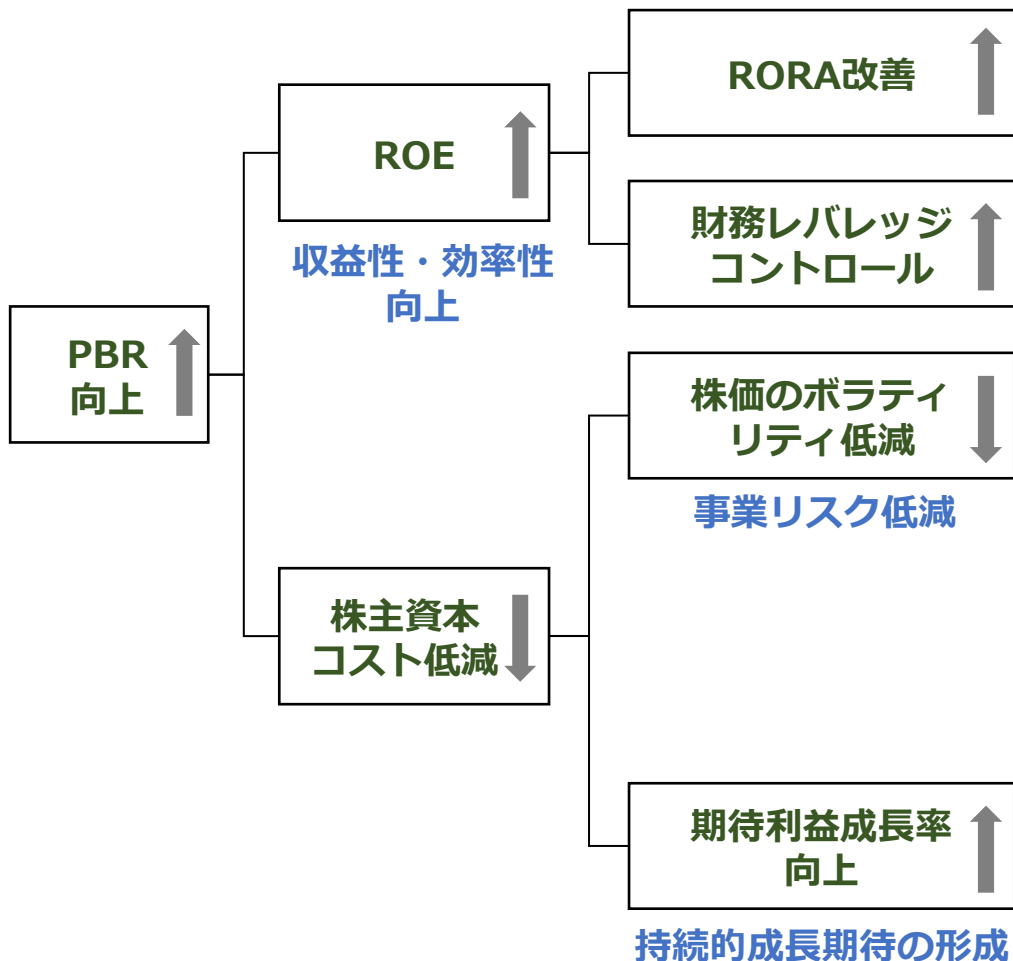 PBR
向上
ROE
収益性・効率性
向上
株主資本
コスト低減
RORA改善
財務レバレッジ
コントロール
株価のボラティ
リティ低減
事業リスク低減
期待利益成長率
向上
持続的成長期待の形成